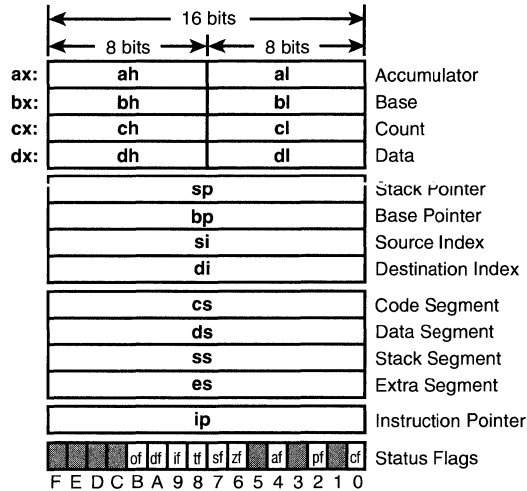 16 bits
8 bits 8 bits
ax: ah al Accumulator
bx: bh bl Base
cx: ch cl Count
dx: dh dl Data
sp Stack Pointer
bp Base Pointer
si Source Index
di Destination Index
cs Code Segment
ds Data Segment
ss Stack Segment
es Extra Segment
ip Instruction Pointer
of df if tf sf zf af pf cf Status Flags
F E D C B A 9 8 7 6 5 4 3 2 1 0